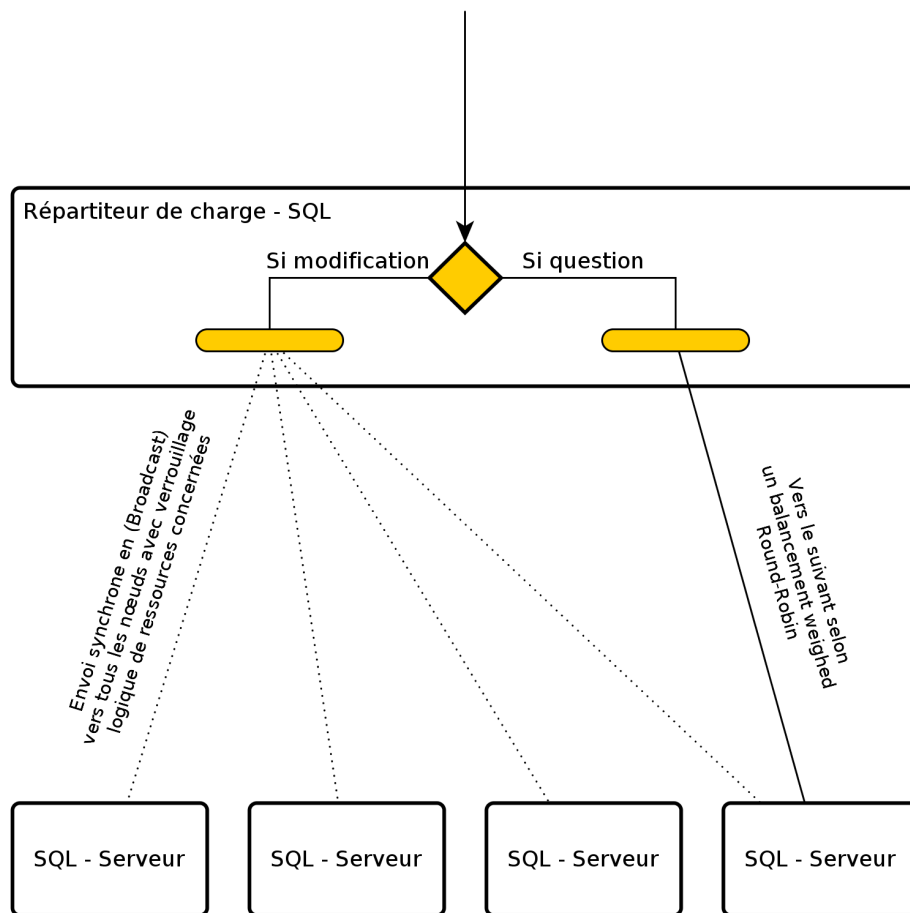 Répartiteur de charge - SQL
Si modification
Si question
Envoi synchrone en (Broadcast)
vers tous les nœuds avec verrouillage
logique de ressources concernées
Vers le suivant selon
un balancement weighed
Round-Robin
SQL - Serveur
SQL - Serveur
SQL - Serveur
SQL - Serveur